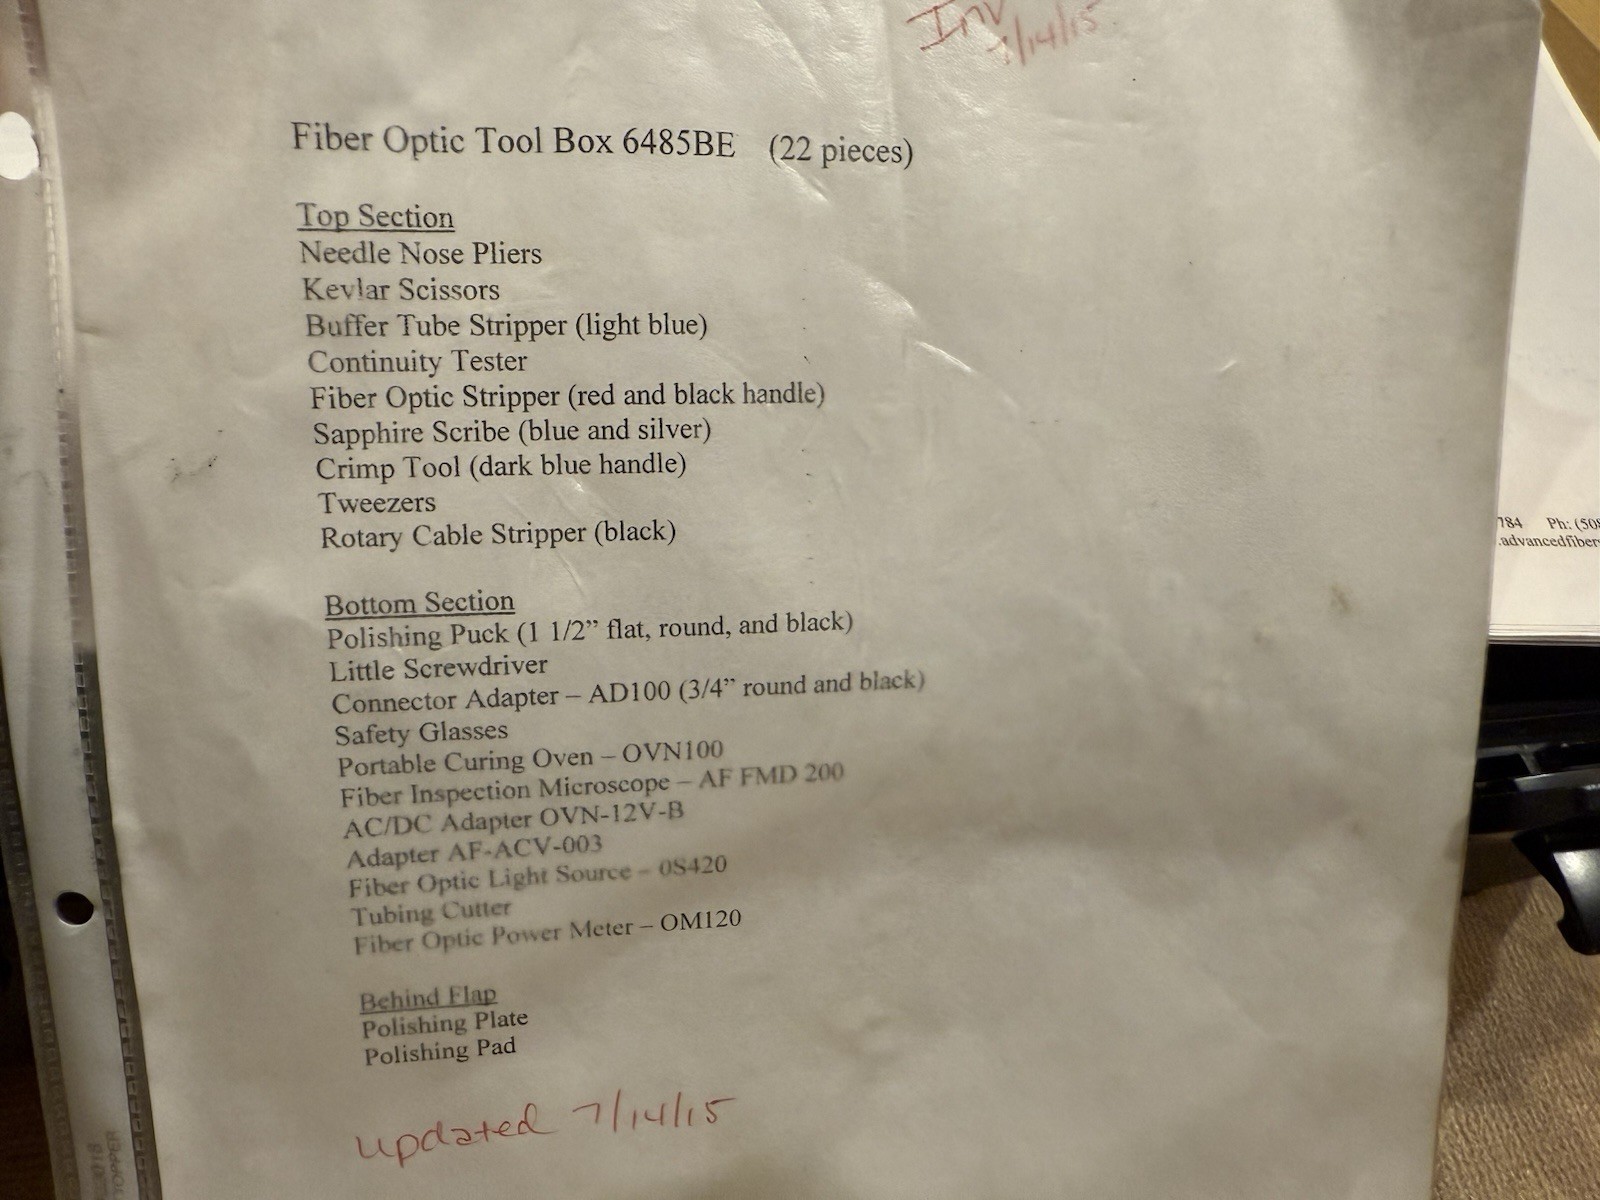 Inv
7/14/15
Fiber Optic Tool Box 6485BE (22 pieces)
Top Section
Needle Nose Pliers
Kevlar Scissors
Buffer Tube Stripper (light blue)
Continuity Tester
Fiber Optic Stripper (red and black handle)
Sapphire Scribe (blue and silver)
Crimp Tool (dark blue handle)
Tweezers
Rotary Cable Stripper (black)
Bottom Section
Polishing Puck (1 1/2” flat, round, and black)
Little Screwdriver
Connector Adapter – AD100 (3/4” round and black)
Safety Glasses
Portable Curing Oven – OVN100
Fiber Inspection Microscope – AF FMD 200
AC/DC Adapter OVN-12V-B
Adapter AF-ACV-003
Fiber Optic Light Source – 0S420
Tubing Cutter
Fiber Optic Power Meter – OM120
Behind Flap
Polishing Plate
Polishing Pad
updated 7/14/15
784 Ph: (508
.advancedfiber